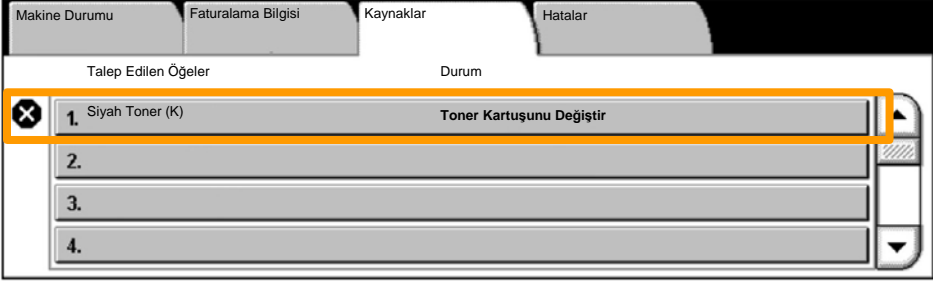 Makine Durumu Faturalama Bilgisi Kaynaklar Hatalar
Talep Edilen Öğeler Durum
1. Siyah Toner (K) Toner Kartuşunu Değiştir
2.
3.
4.